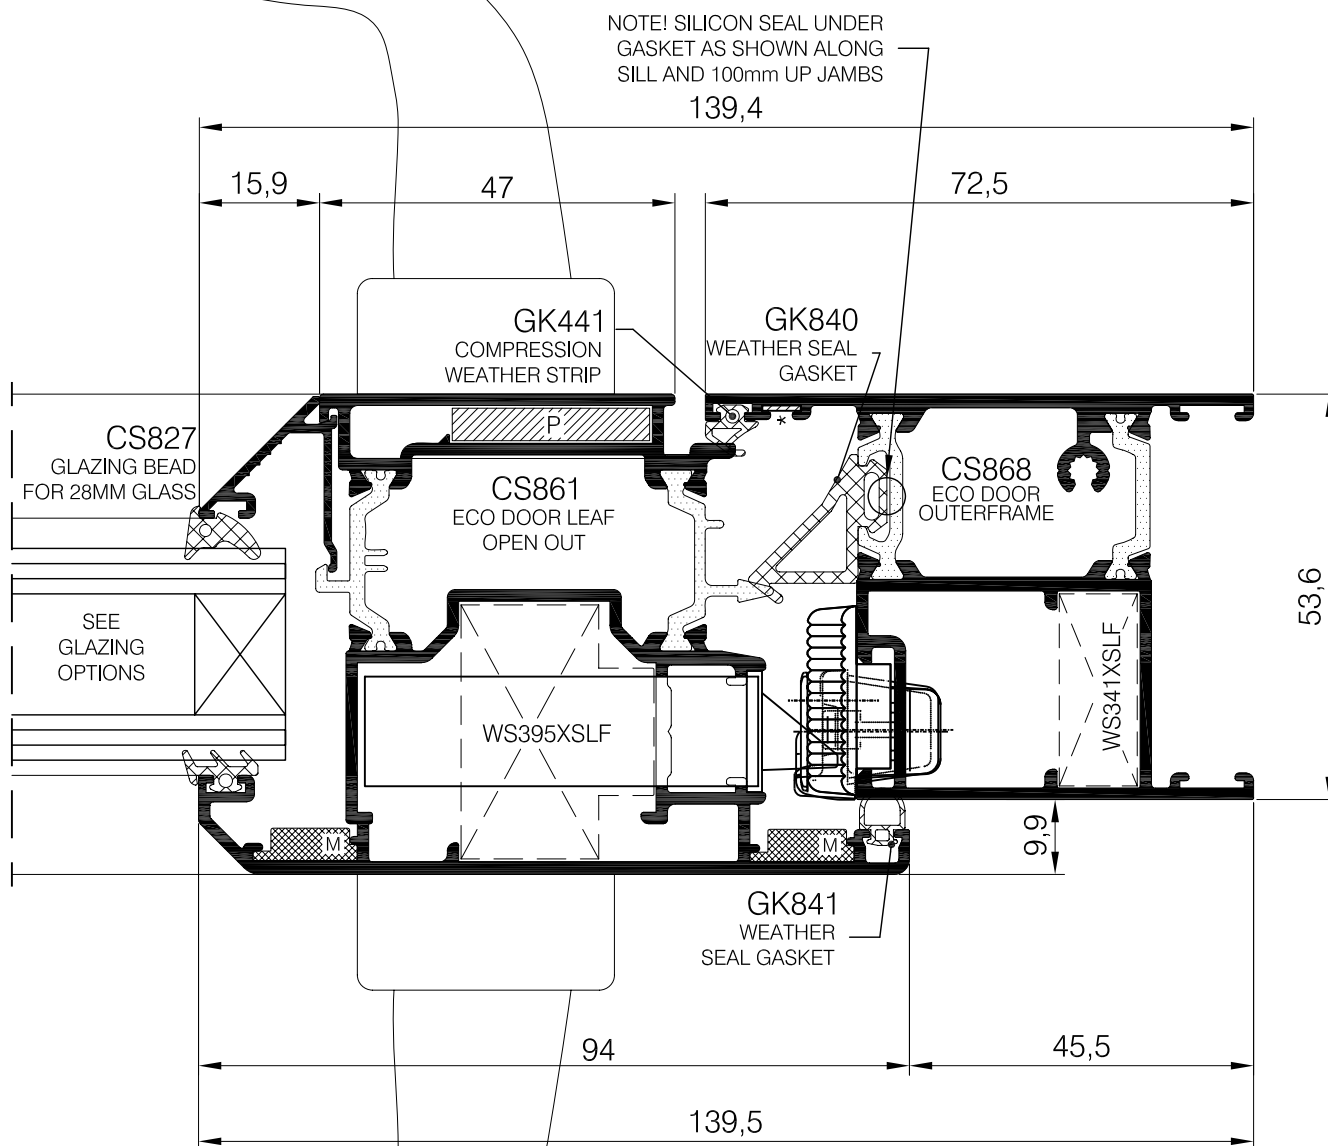 NOTE! SILICON SEAL UNDER
GASKET AS SHOWN ALONG
SILL AND 100mm UP JAMBS
139,4
15,9
47
72,5
GK441
COMPRESSION
WEATHER STRIP
GK840
WEATHER SEAL
GASKET
CS827
GLAZING BEAD
FOR 28MM GLASS
P
*
CS861
ECO DOOR LEAF
OPEN OUT
CS868
ECO DOOR
OUTERFRAME
53,6
SEE
GLAZING
OPTIONS
WS395XSLF
WS341XSLF
M
M
9,9
GK841
WEATHER
SEAL GASKET
94
45,5
139,5